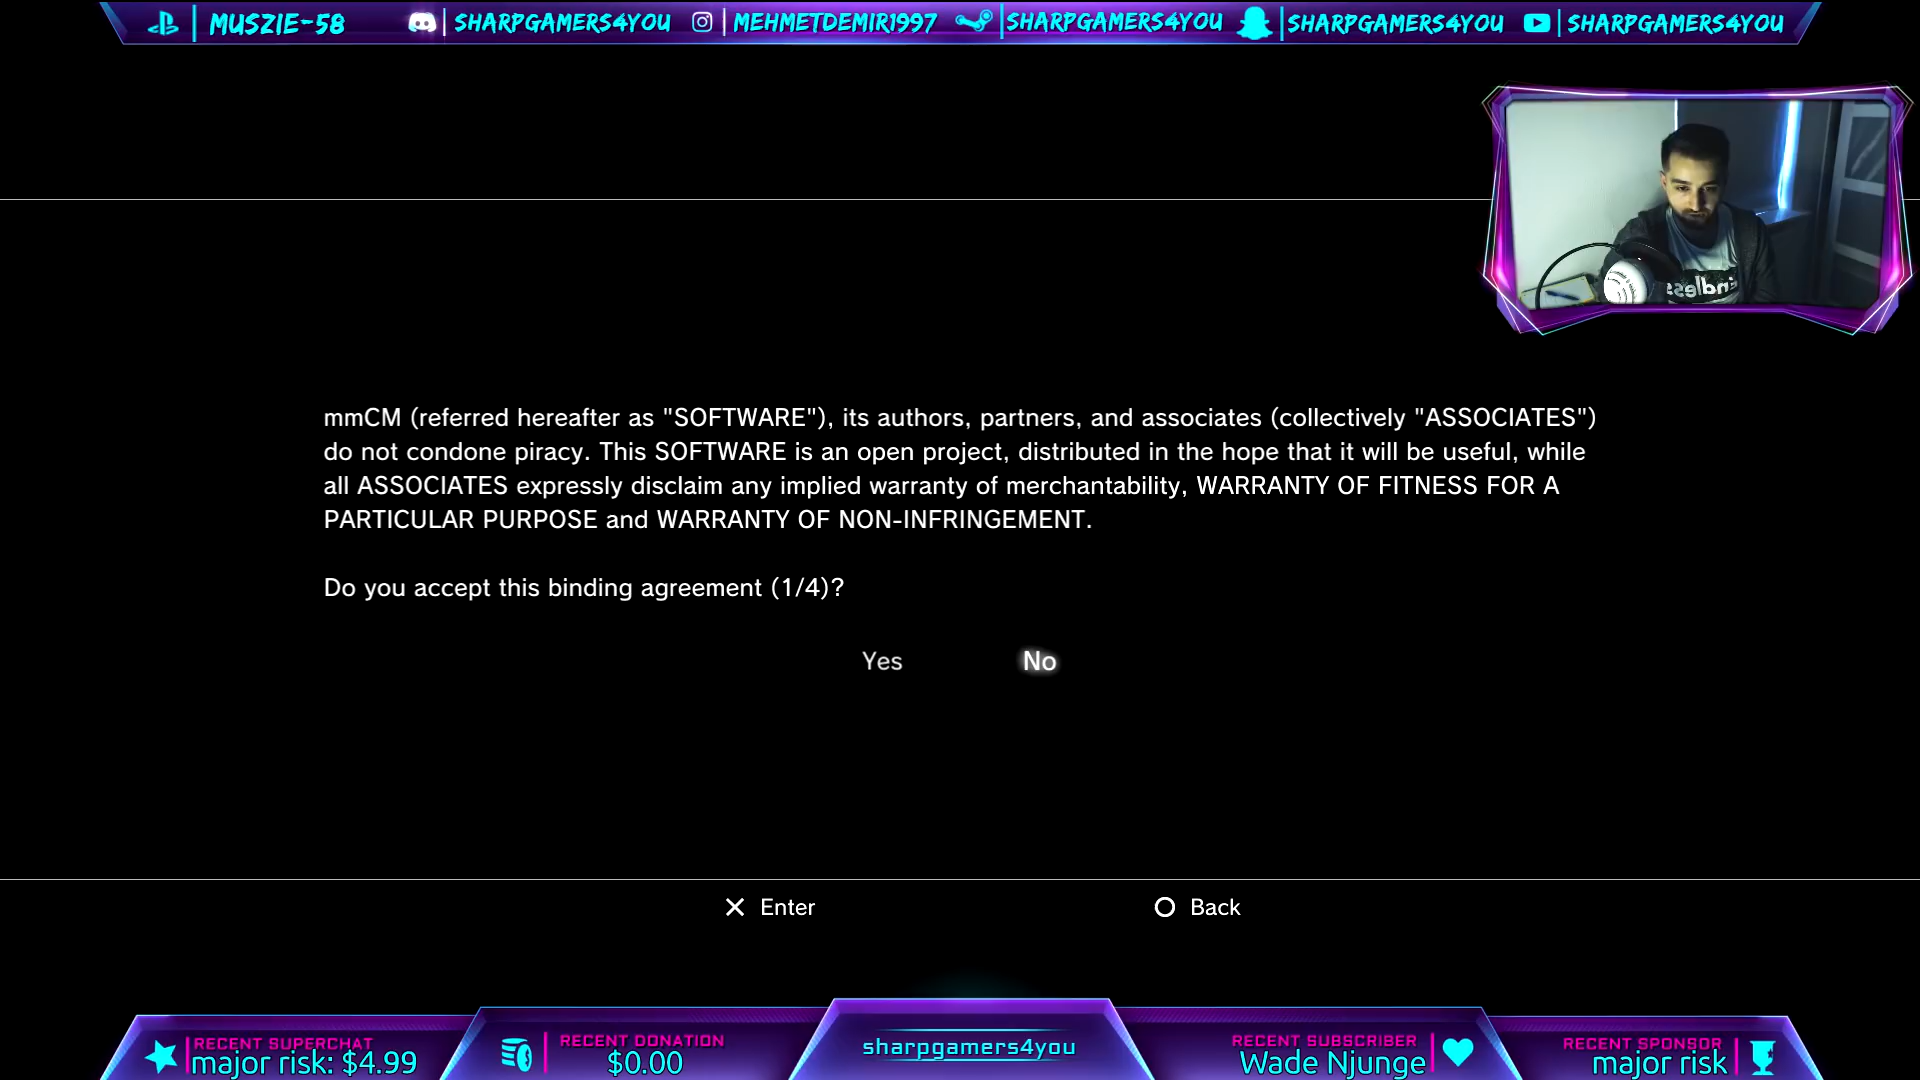 MUSZIE-58
SHARPGAMERS4YOU
MEHMETDEMIR1997
SHARPGAMERS4YOU
SHARPGAMERS4YOU
SHARPGAMERS4YOU
Endless
mmCM (referred hereafter as "SOFTWARE"), its authors, partners, and associates (collectively "ASSOCIATES")
do not condone piracy. This SOFTWARE is an open project, distributed in the hope that it will be useful, while
all ASSOCIATES expressly disclaim any implied warranty of merchantability, WARRANTY OF FITNESS FOR A
PARTICULAR PURPOSE and WARRANTY OF NON-INFRINGEMENT.
Do you accept this binding agreement (1/4)?
Yes No
Enter Back
RECENT SUPERCHAT
major risk: $4.99
RECENT DONATION
$0.00
sharpgamers4you
RECENT SUBSCRIBER
Wade Njunge
RECENT SPONSOR
major risk